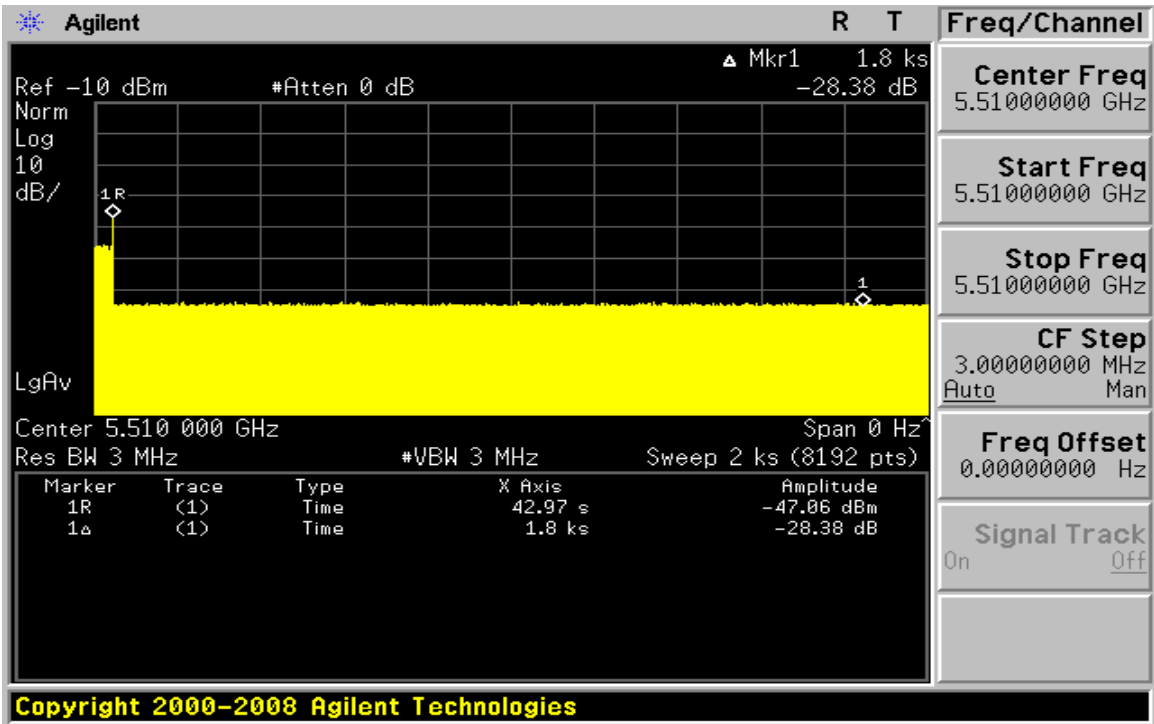 Agilent R T
Δ Mkr1 1.8 ks
Ref -10 dBm #Atten 0 dB -28.38 dB
Norm
Log
10
dB/
1R
1
LgAv
Center 5.510 000 GHz Span 0 Hz^
Res BW 3 MHz #VBW 3 MHz Sweep 2 ks (8192 pts)
Marker Trace Type X Axis Amplitude
1R (1) Time 42.97 s -47.06 dBm
1Δ (1) Time 1.8 ks -28.38 dB
Freq/Channel
Center Freq
5.51000000 GHz
Start Freq
5.51000000 GHz
Stop Freq
5.51000000 GHz
CF Step
3.00000000 MHz
Auto Man
Freq Offset
0.00000000 Hz
Signal Track
On Off
Copyright 2000-2008 Agilent Technologies